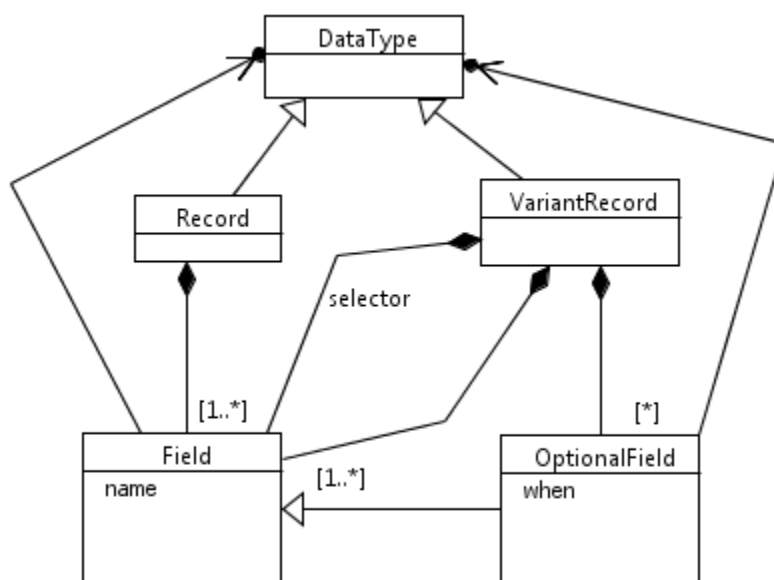 DataType
Record
VariantRecord
selector
[1..*]
[*]
Field
name
[1..*]
OptionalField
when